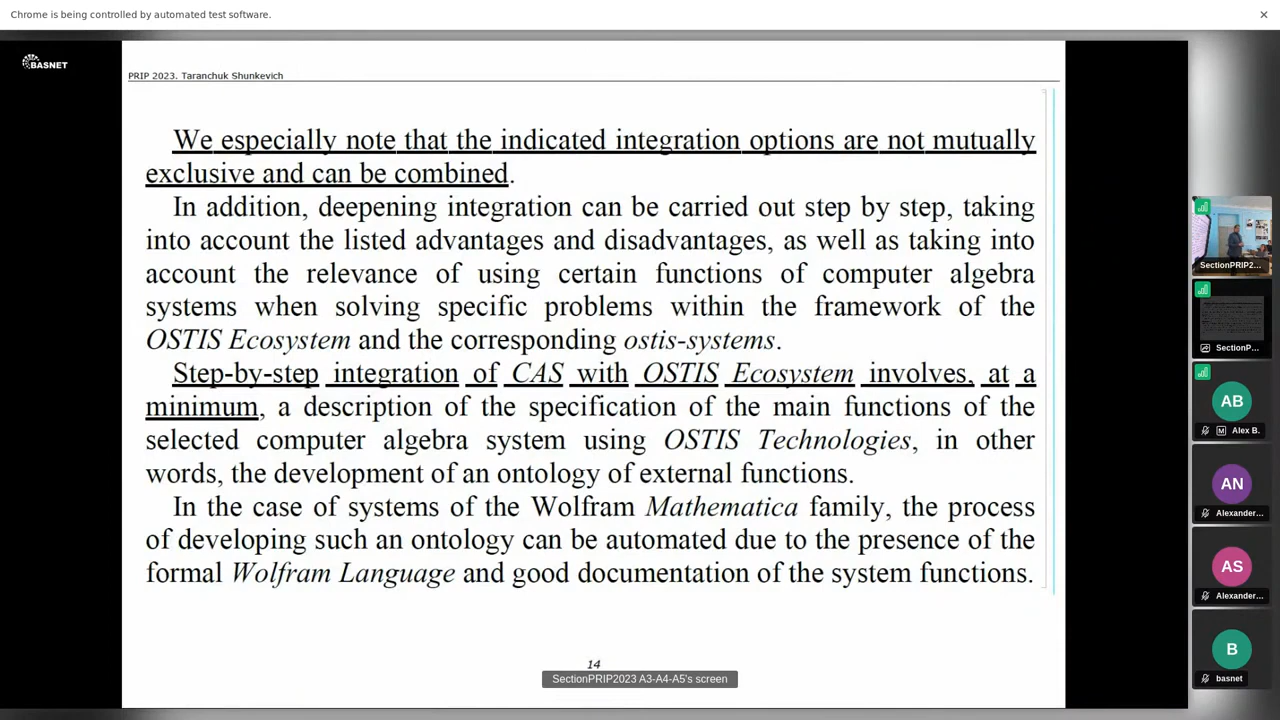 Chrome is being controlled by automated test software.
BASNET
PRIP 2023. Taranchuk Shunkevich
We especially note that the indicated integration options are not mutually
exclusive and can be combined.
In addition, deepening integration can be carried out step by step, taking
into account the listed advantages and disadvantages, as well as taking into
account the relevance of using certain functions of computer algebra
systems when solving specific problems within the framework of the
OSTIS Ecosystem and the corresponding ostis-systems.
Step-by-step integration of CAS with OSTIS Ecosystem involves, at a
minimum, a description of the specification of the main functions of the
selected computer algebra system using OSTIS Technologies, in other
words, the development of an ontology of external functions.
In the case of systems of the Wolfram Mathematica family, the process
of developing such an ontology can be automated due to the presence of the
formal Wolfram Language and good documentation of the system functions.
14
SectionPRIP2023 A3-A4-A5's screen
SectionPRIP2...
SectionP...
AB
M Alex B.
AN
Alexander...
AS
Alexander...
B
basnet